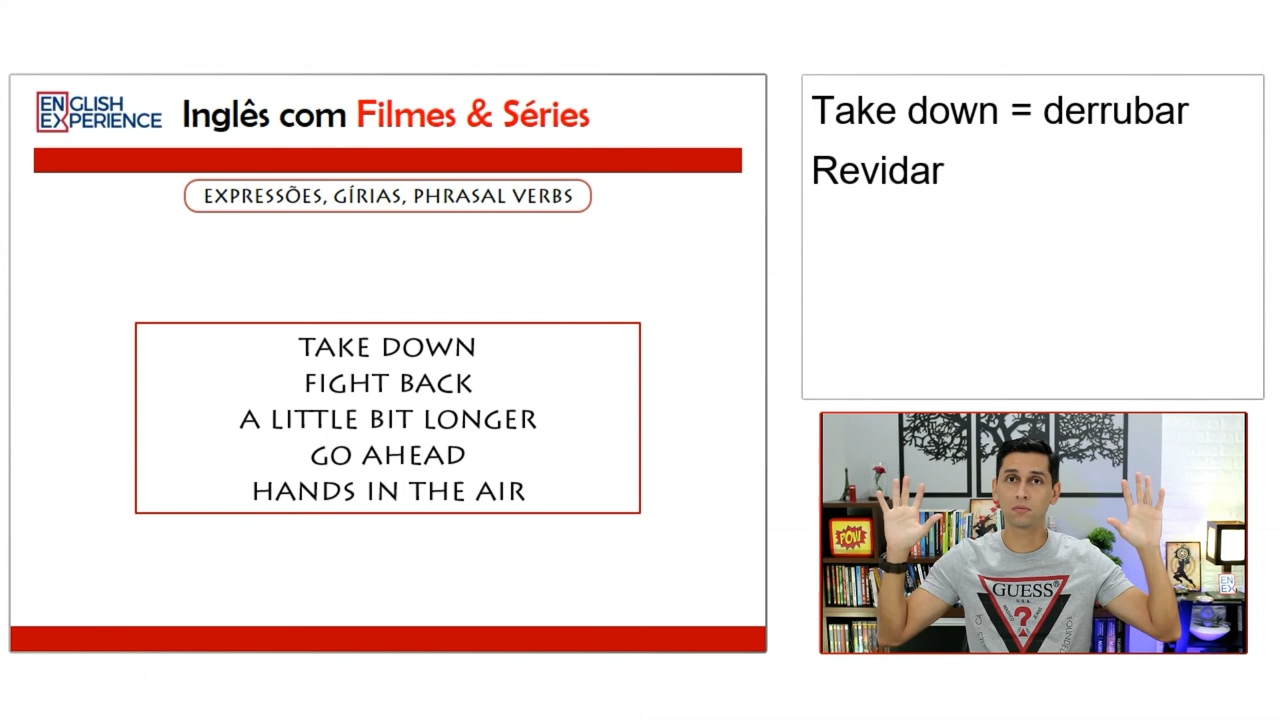 ENGLISH
EXPERIENCE
Inglês com Filmes & Séries
EXPRESSÕES, GÍRIAS, PHRASAL VERBS
TAKE DOWN
FIGHT BACK
A LITTLE BIT LONGER
GO AHEAD
HANDS IN THE AIR
Take down = derrubar
Revidar
POW!
GUESS
U.S.A.
?
EN
EX